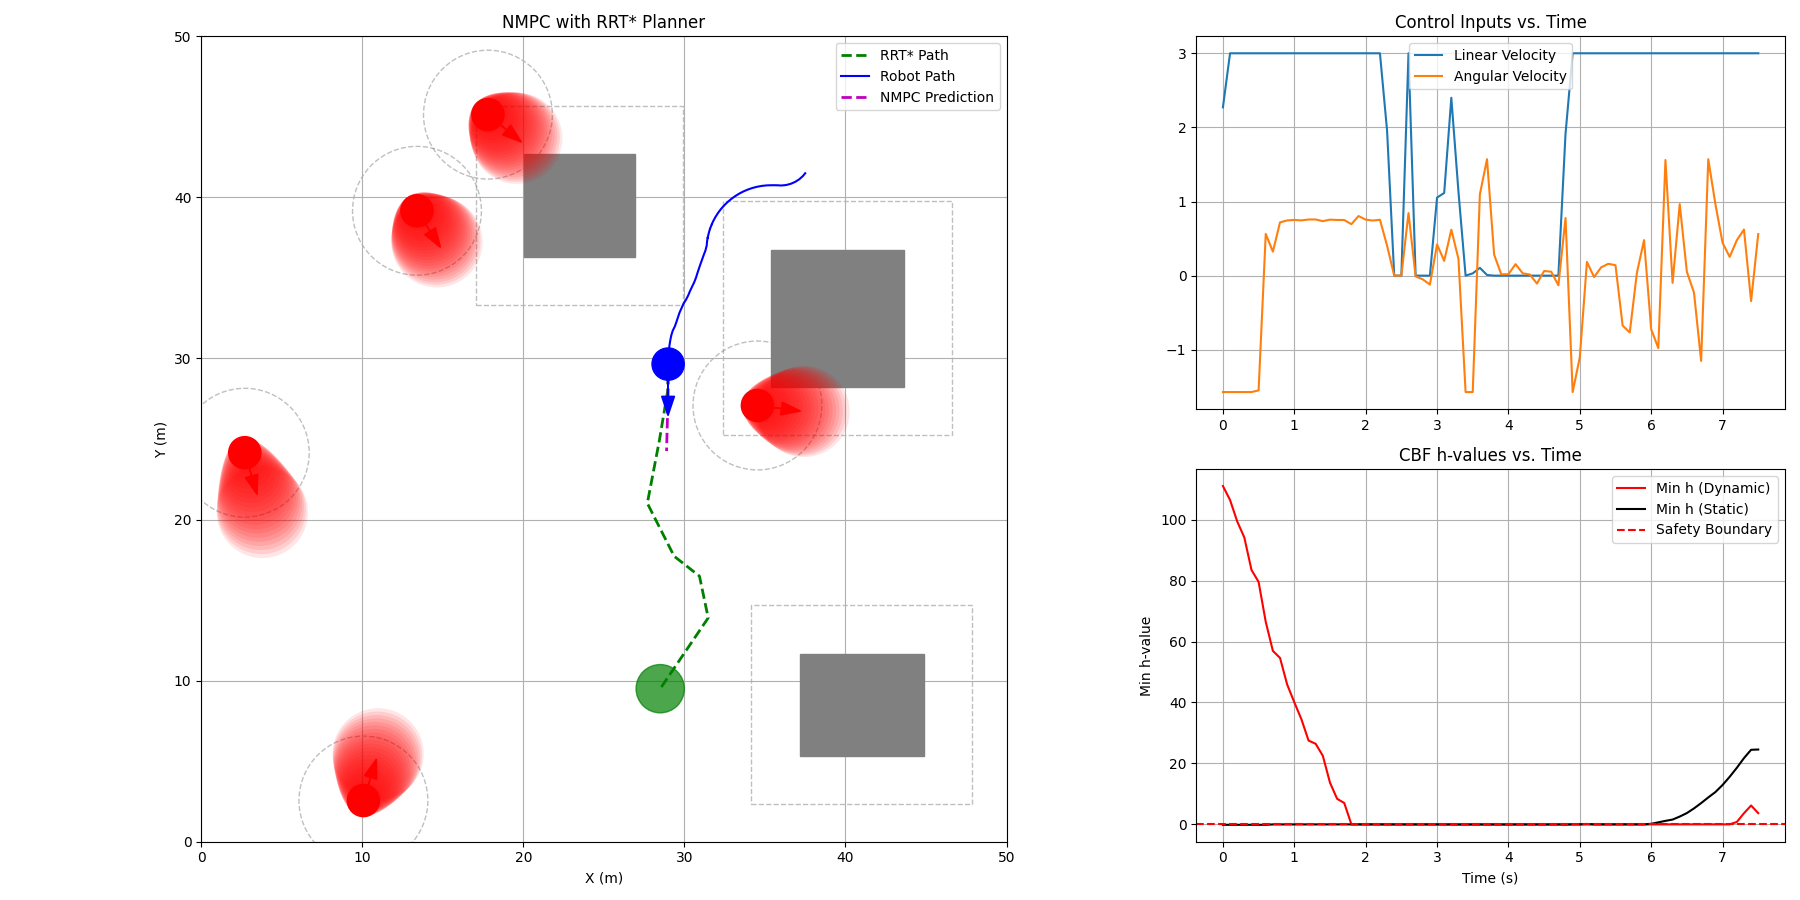 NMPC with RRT* Planner
50
40
30
20
10
0
0
10
20
30
40
50
Y (m)
X (m)
RRT* Path
Robot Path
NMPC Prediction
Control Inputs vs. Time
3
2
1
0
−1
0
1
2
3
4
5
6
7
Linear Velocity
Angular Velocity
CBF h-values vs. Time
100
80
60
40
20
0
0
1
2
3
4
5
6
7
Min h-value
Time (s)
Min h (Dynamic)
Min h (Static)
Safety Boundary